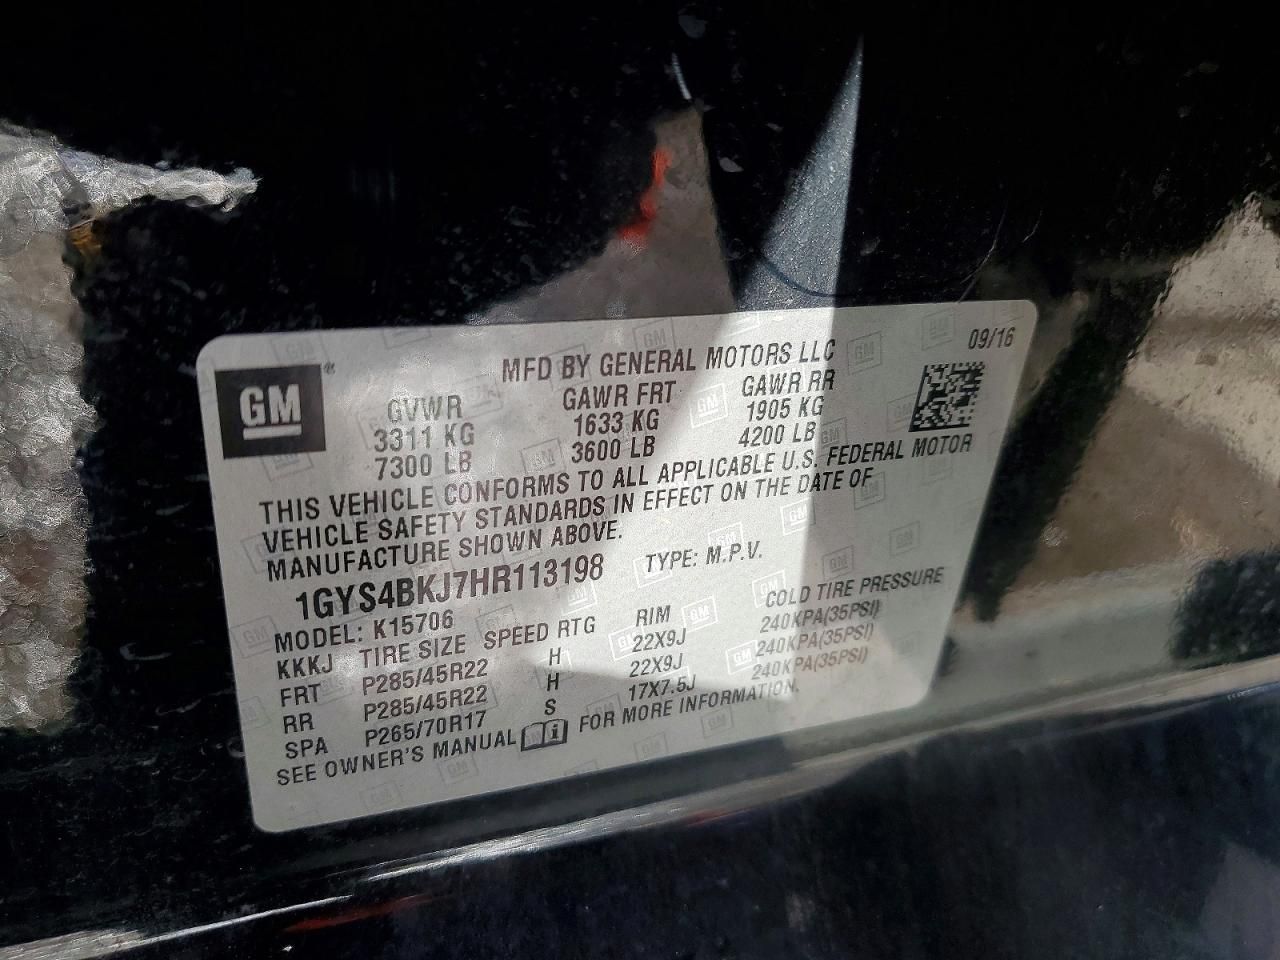 MFD BY GENERAL MOTORS LLC 09/16
GM ®
GVWR GAWR FRT GAWR RR
3311 KG 1633 KG 1905 KG
7300 LB 3600 LB 4200 LB
THIS VEHICLE CONFORMS TO ALL APPLICABLE U.S. FEDERAL MOTOR
VEHICLE SAFETY STANDARDS IN EFFECT ON THE DATE OF
MANUFACTURE SHOWN ABOVE.
1GYS4BKJ7HR113198 TYPE: M.P.V.
MODEL: K15706
KKKJ TIRE SIZE SPEED RTG RIM COLD TIRE PRESSURE
FRT P285/45R22 H 22X9J 240KPA(35PSI)
RR P285/45R22 H 22X9J 240KPA(35PSI)
SPA P265/70R17 S 17X7.5J 240KPA(35PSI)
SEE OWNER'S MANUAL FOR MORE INFORMATION.